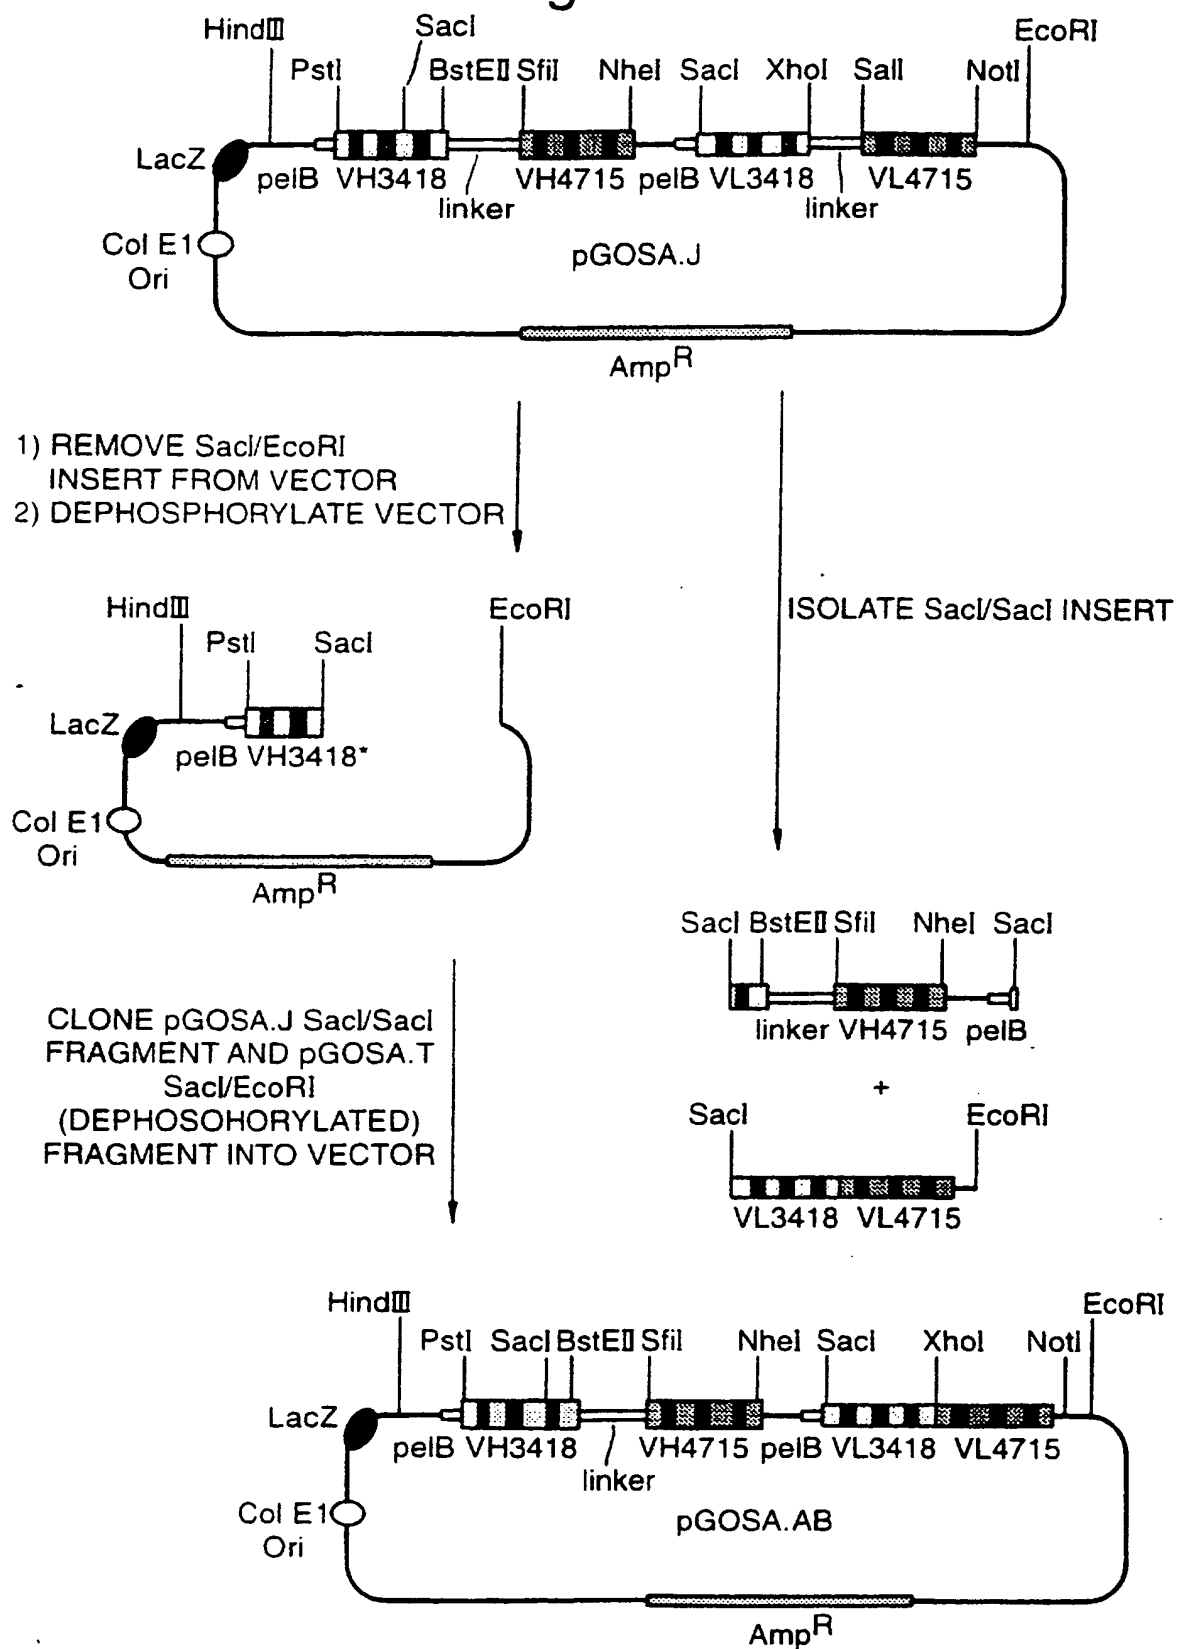 g
HindIII SacI EcoRI
PstI BstEII SfiI NheI SacI XhoI SalI NotI
LacZ
pelB VH3418 VH4715 pelB VL3418 VL4715
linker linker
Col E1
Ori
pGOSA.J
Amp^R
1) REMOVE SacI/EcoRI
INSERT FROM VECTOR
2) DEPHOSPHORYLATE VECTOR
ISOLATE SacI/SacI INSERT
HindIII EcoRI
PstI SacI
LacZ
pelB VH3418*
Col E1
Ori
Amp^R
SacI BstEII SfiI NheI SacI
linker VH4715 pelB
+
SacI EcoRI
VL3418 VL4715
CLONE pGOSA.J SacI/SacI
FRAGMENT AND pGOSA.T
SacI/EcoRI
(DEPHOSOHORYLATED)
FRAGMENT INTO VECTOR
HindIII EcoRI
PstI SacI BstEII SfiI NheI SacI XhoI NotI
LacZ
pelB VH3418 VH4715 pelB VL3418 VL4715
linker
Col E1
Ori
pGOSA.AB
Amp^R